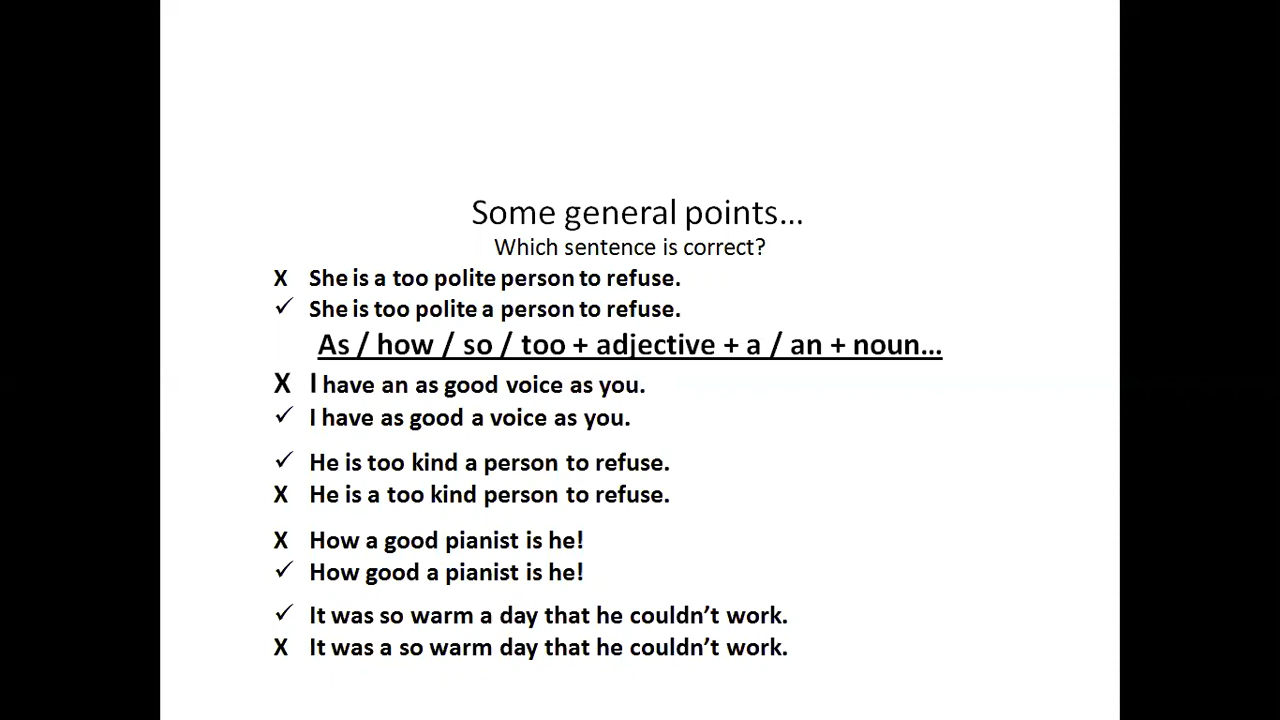 Some general points...
Which sentence is correct?
X She is a too polite person to refuse.
✓ She is too polite a person to refuse.
As / how / so / too + adjective + a / an + noun...
X I have an as good voice as you.
✓ I have as good a voice as you.
✓ He is too kind a person to refuse.
X He is a too kind person to refuse.
X How a good pianist is he!
✓ How good a pianist is he!
✓ It was so warm a day that he couldn’t work.
X It was a so warm day that he couldn’t work.